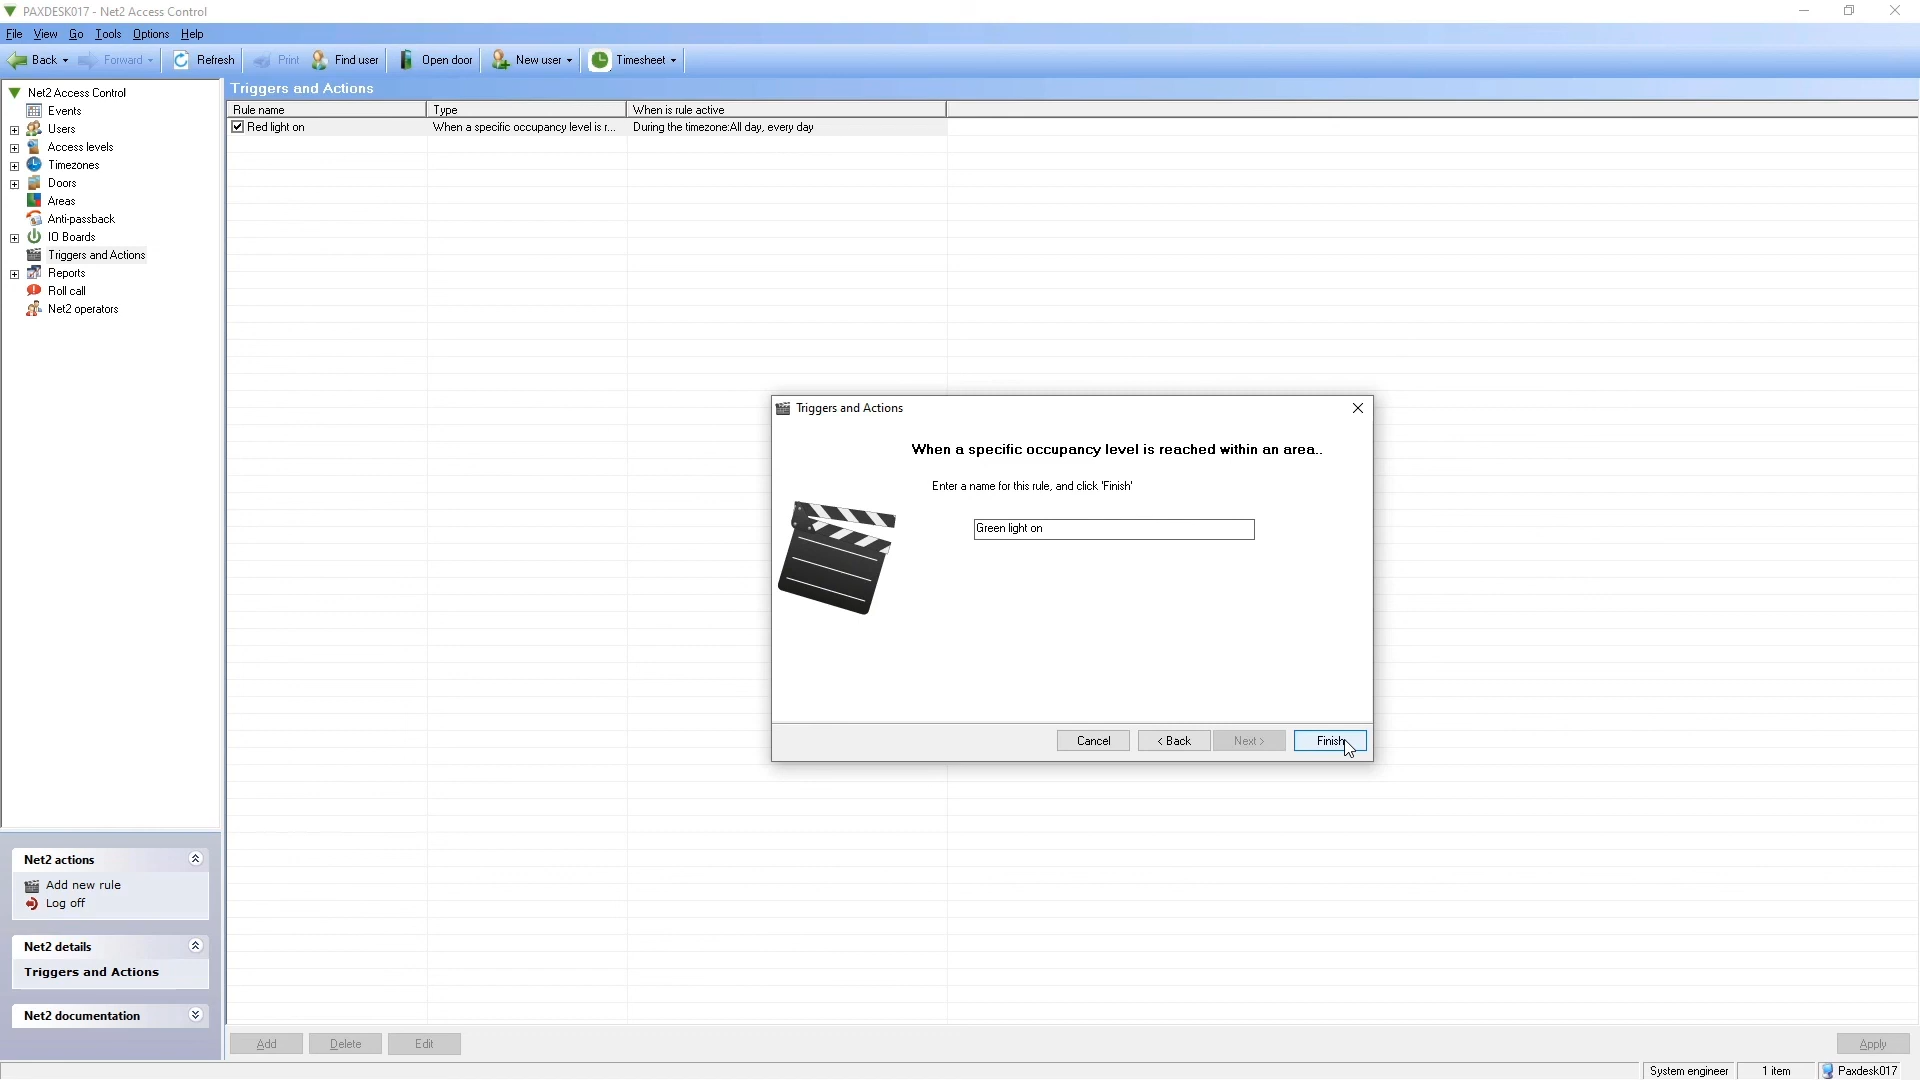 PAXDESK017 - Net2 Access Control
File View Go Tools Options Help
Back Forward Refresh Print Find user Open door New user Timesheet
Net2 Access Control
Events
Users
Access levels
Timezones
Doors
Areas
Anti-passback
IO Boards
Triggers and Actions
Reports
Roll call
Net2 operators
Triggers and Actions
Rule name Type When is rule active
Red light on When a specific occupancy level is r... During the timezone:All day, every day
Triggers and Actions
When a specific occupancy level is reached within an area..
Enter a name for this rule, and click 'Finish'
Green light on
Cancel < Back Next > Finish
Net2 actions
Add new rule
Log off
Net2 details
Triggers and Actions
Net2 documentation
Add Delete Edit Apply
System engineer 1 item Paxdesk017